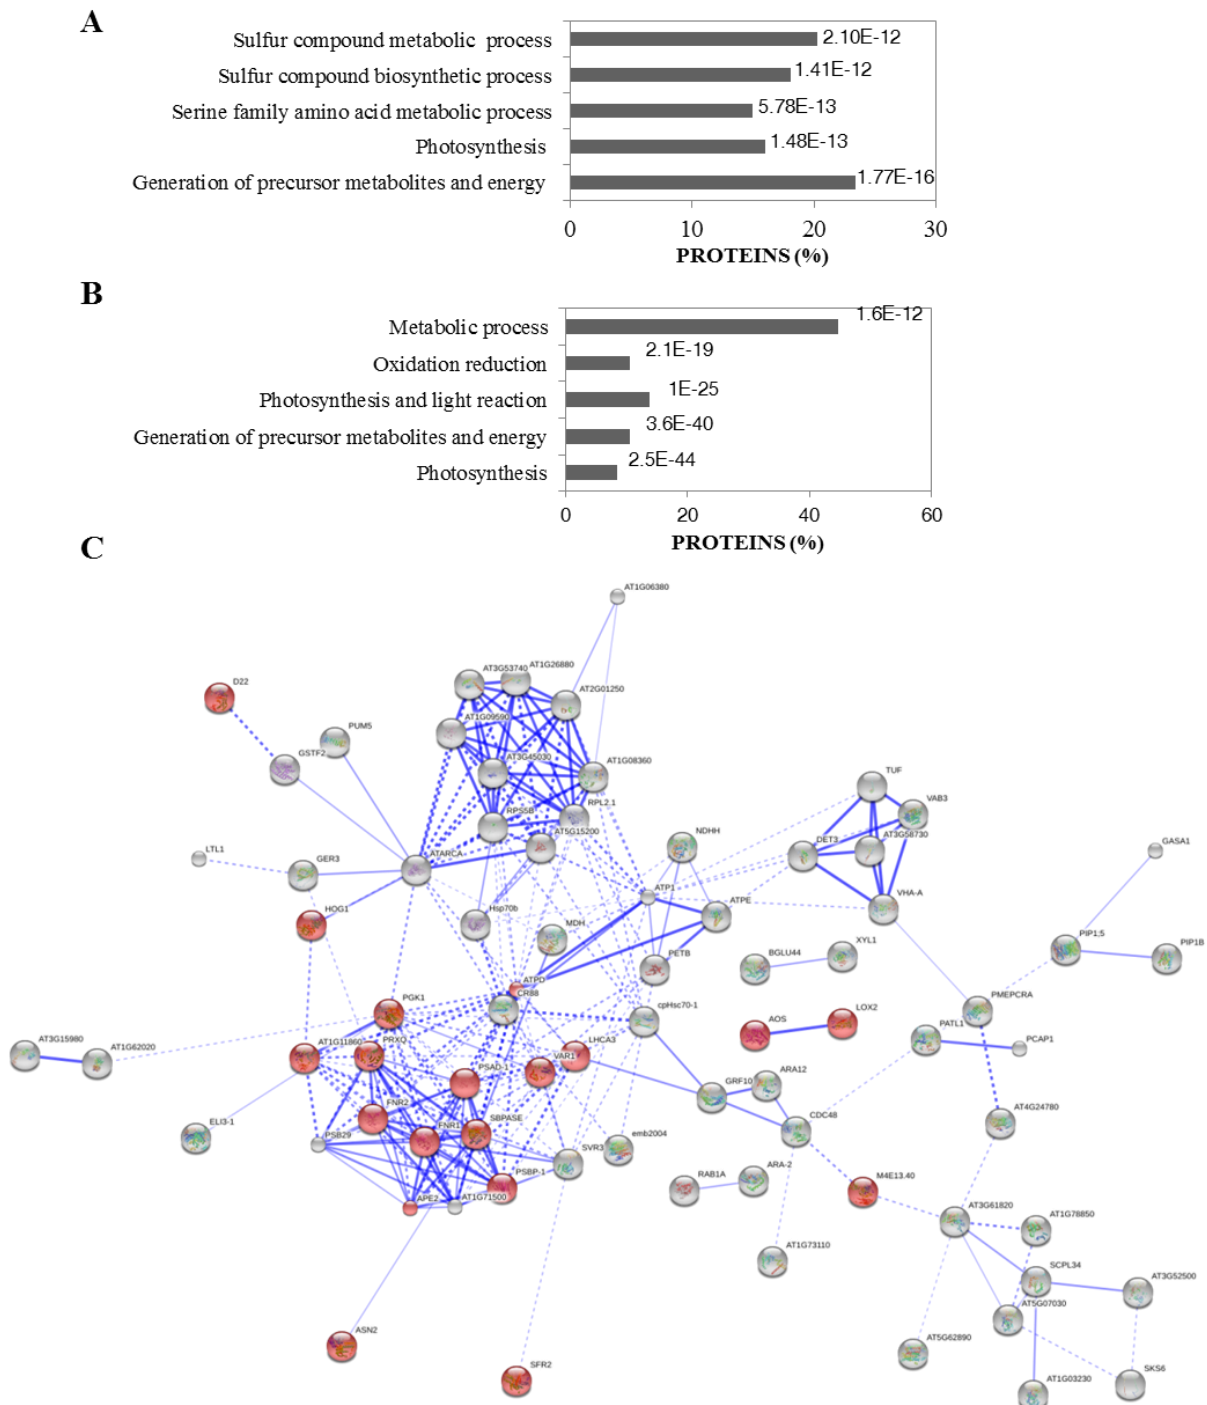 A
Sulfur compound metabolic process
2.10E-12
Sulfur compound biosynthetic process
1.41E-12
Serine family amino acid metabolic process
5.78E-13
Photosynthesis
1.48E-13
Generation of precursor metabolites and energy
1.77E-16
0 10 20 30
PROTEINS (%)
B
Metabolic process
1.6E-12
Oxidation reduction
2.1E-19
Photosynthesis and light reaction
1E-25
Generation of precursor metabolites and energy
3.6E-40
Photosynthesis
2.5E-44
0 20 40 60
PROTEINS (%)
C
AT1G06380
AT3G53740
AT1G26880
D22
AT2G01250
AT1G09590
PUM5
GSTF2
AT3G45030
AT1G08360
TUF
VAB3
RPS5B
RPL2.1
AT5G15200
NDHH
DET3
AT3G58730
GASA1
LTL1
GER3
ATARCA
ATP1
ATPE
VHA-A
HOG1
Hsp70b
MDH
PETB
BGLU44
XYL1
PIP1;5
PIP1B
ATPD
CR88
PGK1
cpHsc70-1
AOS
LOX2
PMEPCRA
PATL1
PCAP1
AT3G15980
AT1G62020
AT1G11860
PRXQ
LHCA3
VAR1
PSAD-1
GRF10
ARA12
CDC48
AT4G24780
FNR2
FNR1
SBPASE
ELI3-1
PSB29
SVR3
emb2004
PSBP-1
APE2
AT1G71500
RAB1A
ARA-2
M4E13.40
AT3G61820
AT1G78850
AT1G73110
SCPL34
AT3G52500
AT5G07030
ASN2
SFR2
AT5G62890
AT1G03230
SKS6